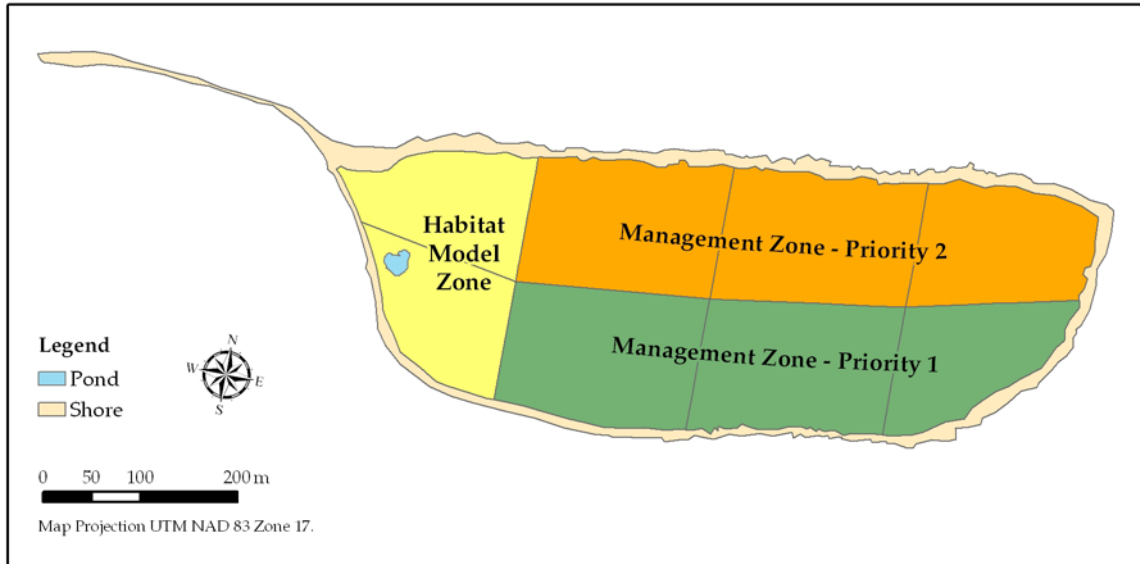 Habitat
Model
Zone
Management Zone - Priority 2
Management Zone - Priority 1
Legend
Pond
Shore
N
W
E
S
0 50 100 200 m
Map Projection UTM NAD 83 Zone 17.